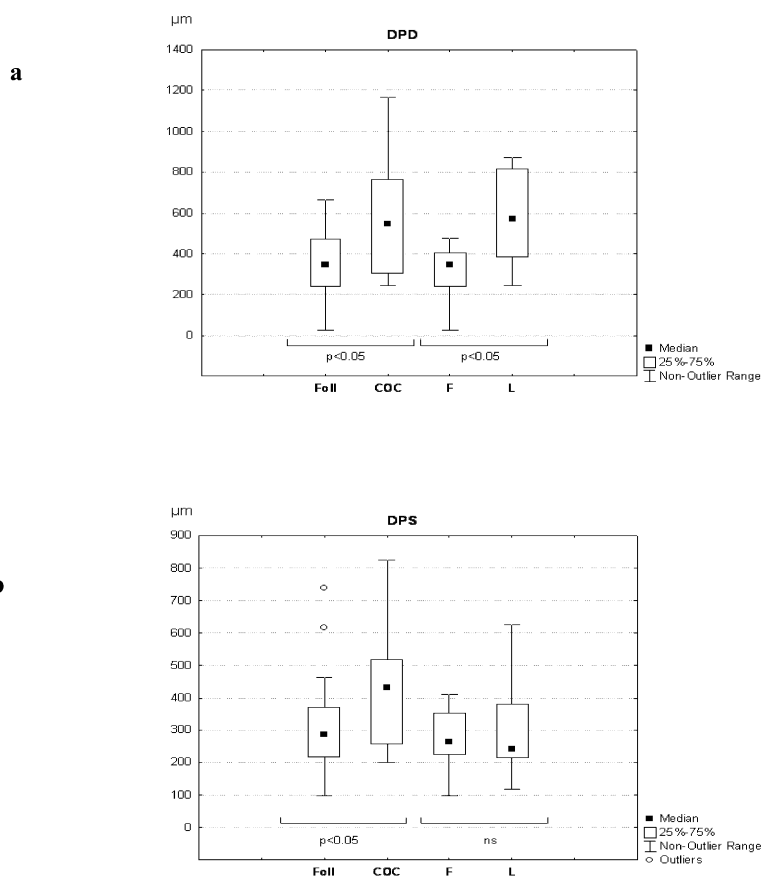 µm
DPD
a
1400
1200
1000
800
600
400
200
0
p<0.05
p<0.05
Median
25%-75%
Non-Outlier Range
Foll
COC
F
L
µm
DPS
900
800
700
600
500
400
300
200
100
0
p<0.05
ns
Median
25%-75%
Non-Outlier Range
Outliers
Foll
COC
F
L